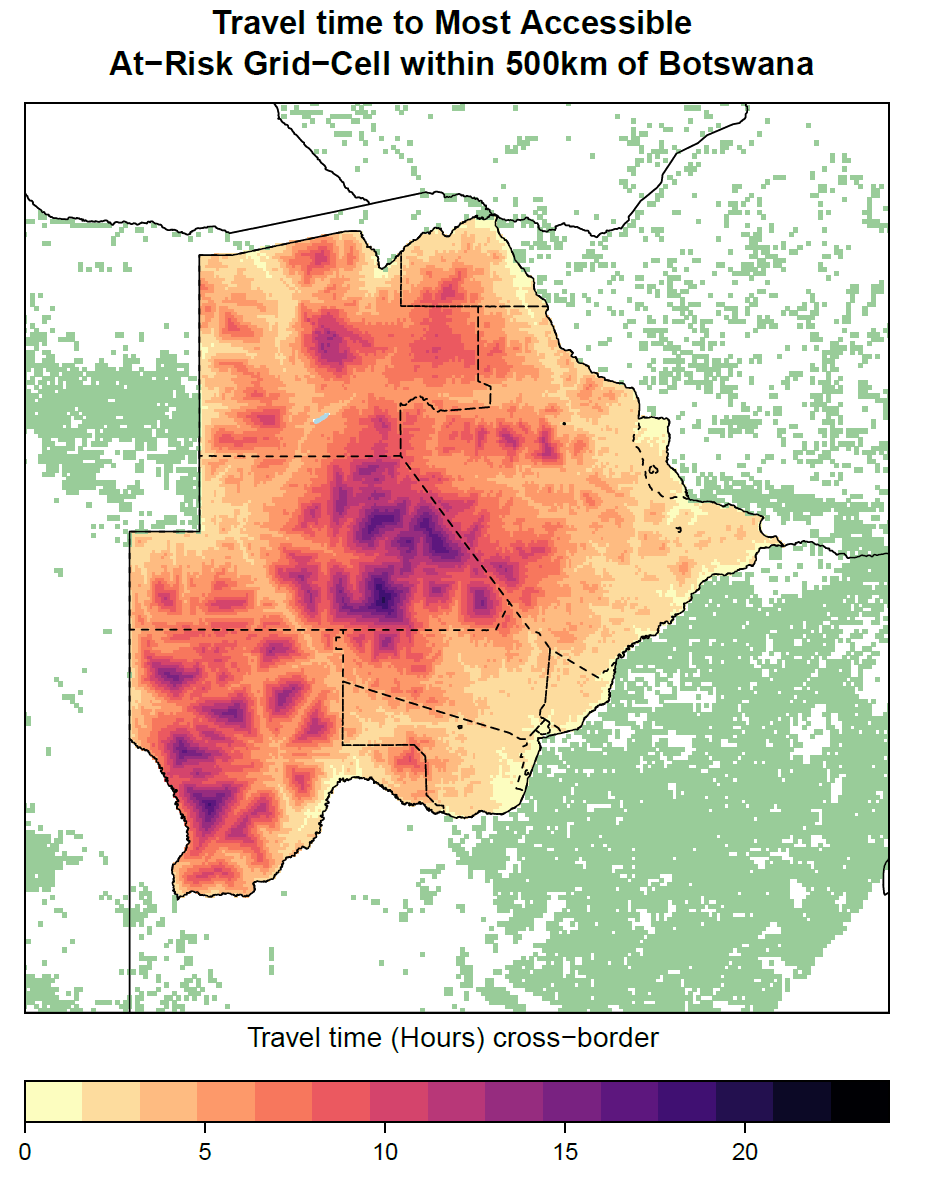 Travel time to Most Accessible
At−Risk Grid−Cell within 500km of Botswana
Travel time (Hours) cross−border
0 5 10 15 20